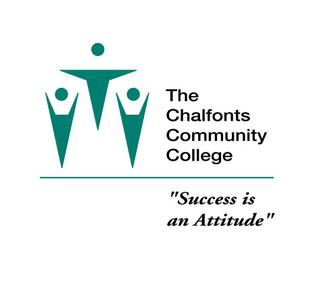 The
Chalfonts
Community
College
"Success is
an Attitude"